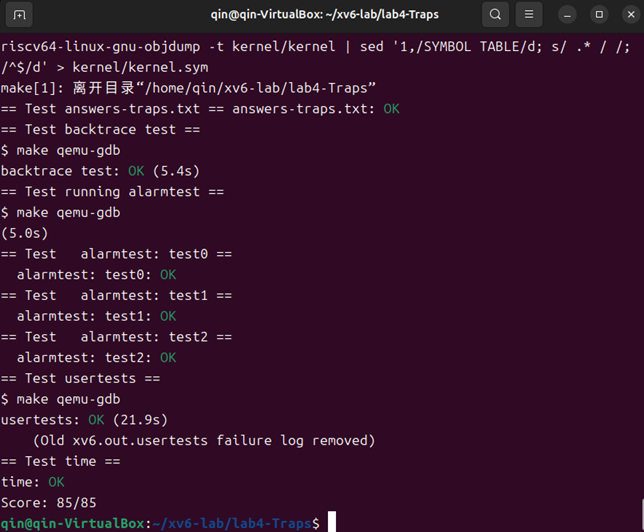 qin@qin-VirtualBox: ~/xv6-lab/lab4-Traps
riscv64-linux-gnu-objdump -t kernel/kernel | sed '1,/SYMBOL TABLE/d; s/ .* / /;
/^$/d' > kernel/kernel.sym
make[1]: 离开目录“/home/qin/xv6-lab/lab4-Traps”
== Test answers-traps.txt == answers-traps.txt: OK
== Test backtrace test ==
$ make qemu-gdb
backtrace test: OK (5.4s)
== Test running alarmtest ==
$ make qemu-gdb
(5.0s)
== Test   alarmtest: test0 ==
  alarmtest: test0: OK
== Test   alarmtest: test1 ==
  alarmtest: test1: OK
== Test   alarmtest: test2 ==
  alarmtest: test2: OK
== Test usertests ==
$ make qemu-gdb
usertests: OK (21.9s)
    (Old xv6.out.usertests failure log removed)
== Test time ==
time: OK
Score: 85/85
qin@qin-VirtualBox:~/xv6-lab/lab4-Traps$